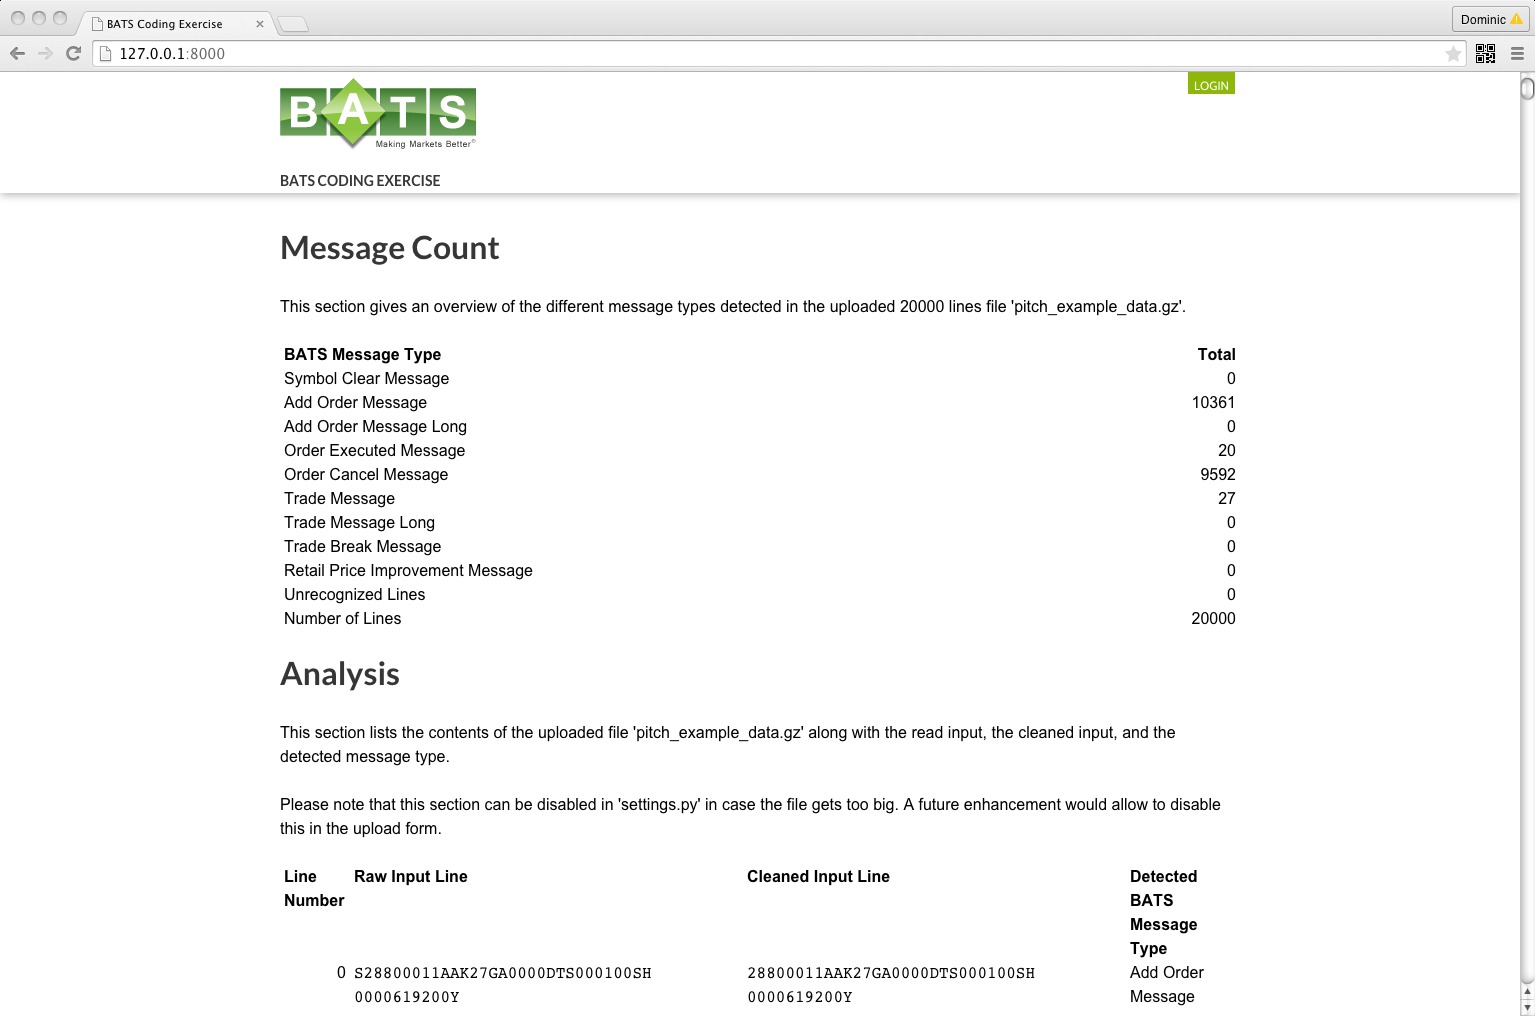 BATS Coding Exercise
Dominic
127.0.0.1:8000
LOGIN
BATS
Making Markets Better©
BATS CODING EXERCISE
Message Count
This section gives an overview of the different message types detected in the uploaded 20000 lines file 'pitch_example_data.gz'.
BATS Message Type Total
Symbol Clear Message 0
Add Order Message 10361
Add Order Message Long 0
Order Executed Message 20
Order Cancel Message 9592
Trade Message 27
Trade Message Long 0
Trade Break Message 0
Retail Price Improvement Message 0
Unrecognized Lines 0
Number of Lines 20000
Analysis
This section lists the contents of the uploaded file 'pitch_example_data.gz' along with the read input, the cleaned input, and the
detected message type.
Please note that this section can be disabled in 'settings.py' in case the file gets too big. A future enhancement would allow to disable
this in the upload form.
Line Raw Input Line Cleaned Input Line Detected
Number BATS
Message
Type
0 S28800011AAK27GA0000DTS000100SH 28800011AAK27GA0000DTS000100SH Add Order
0000619200Y 0000619200Y Message